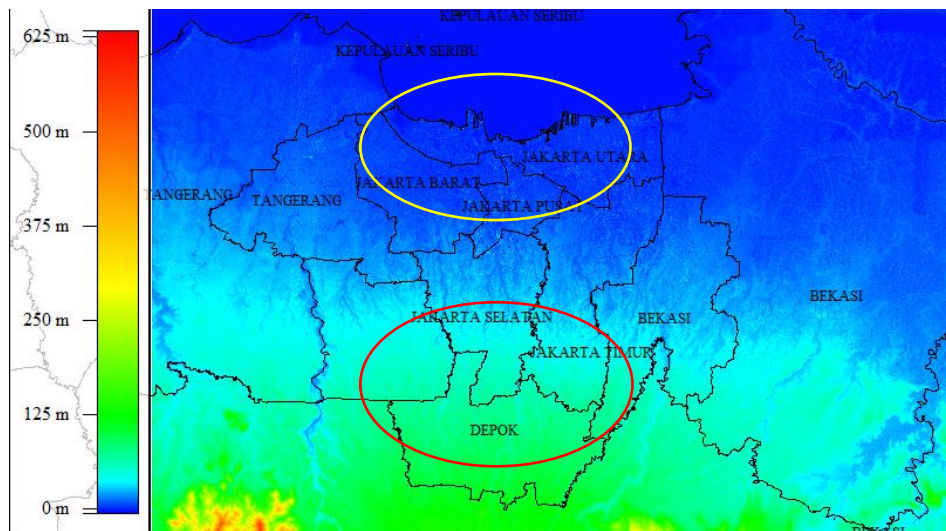 625 m
500 m
375 m
250 m
125 m
0 m
KEPULAUAN SERIBU
KEPULAUAN SERIBU
JAKARTA UTARA
JAKARTA BARAT
TANGERANG
TANGERANG
JAKARTA PUSAT
JAKARTA SELATAN
BEKASI
BEKASI
JAKARTA TIMUR
DEPOK
BEKASI